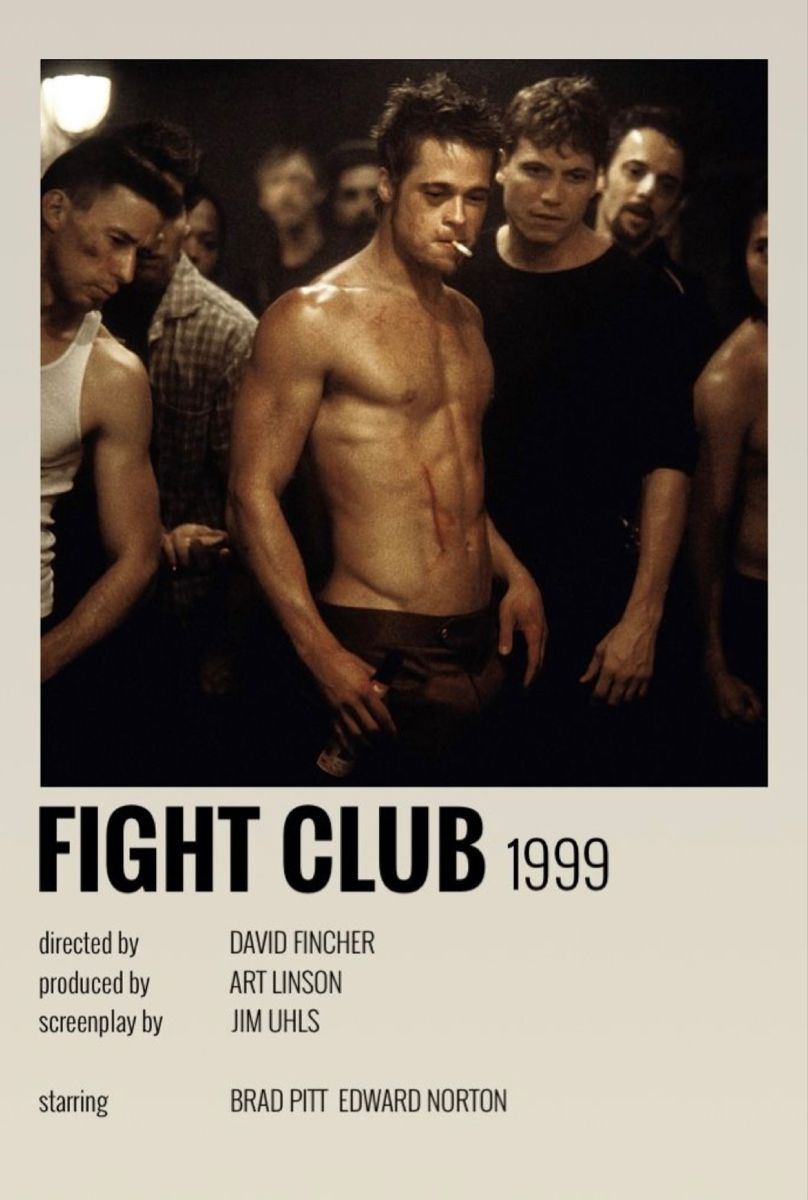 FIGHT CLUB 1999
directed by DAVID FINCHER
produced by ART LINSON
screenplay by JIM UHLS
starring BRAD PITT EDWARD NORTON